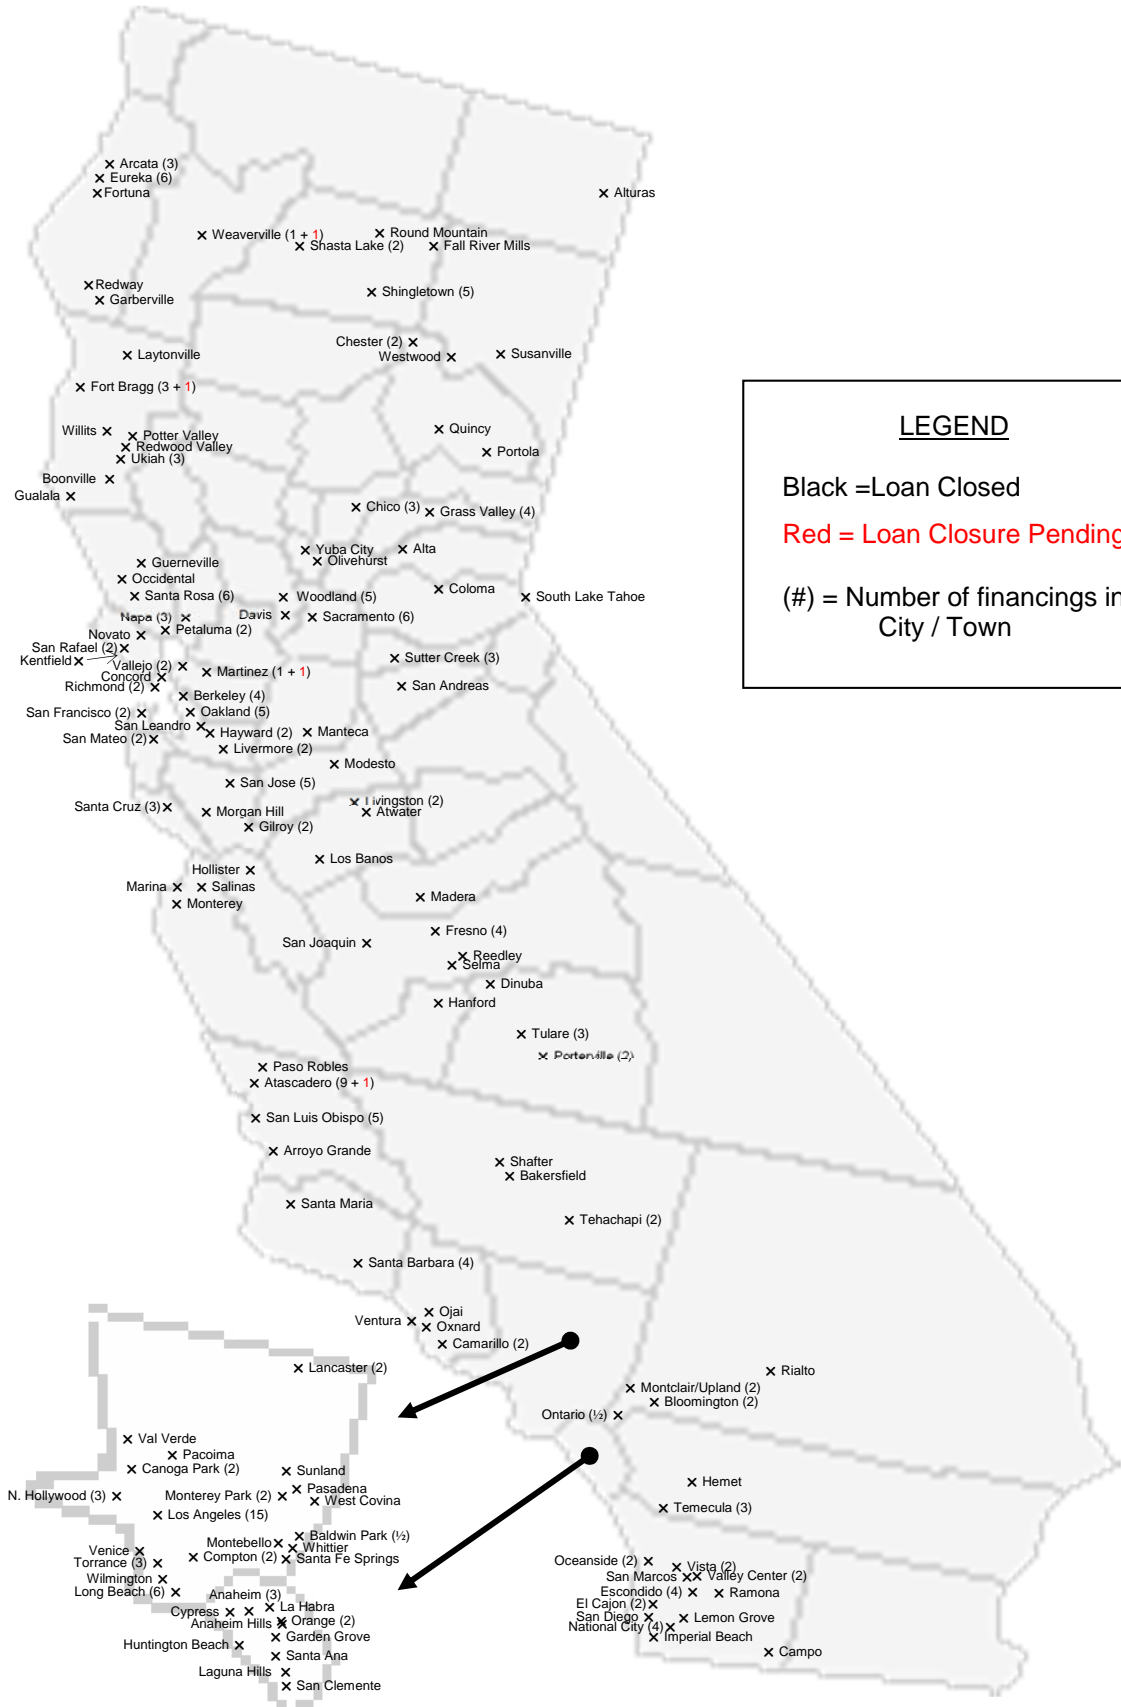 Arcata (3)
Eureka (6)
Fortuna
Alturas
Weaverville (1 + 1)
Round Mountain
Shasta Lake (2)
Fall River Mills
Redway
Garberville
Shingletown (5)
Chester (2)
Westwood
Susanville
Laytonville
Fort Bragg (3 + 1)
Willits
Potter Valley
Redwood Valley
Ukiah (3)
Quincy
Portola
Boonville
Gualala
Chico (3)
Grass Valley (4)
Yuba City
Olivehurst
Alta
Guerneville
Occidental
Santa Rosa (6)
Woodland (5)
Coloma
South Lake Tahoe
Napa (3)
Davis
Sacramento (6)
Petaluma (2)
Novato
San Rafael (2)
Kentfield
Vallejo (2)
Concord
Martinez (1 + 1)
Sutter Creek (3)
Richmond (2)
San Andreas
Berkeley (4)
San Francisco (2)
Oakland (5)
San Leandro
San Mateo (2)
Hayward (2)
Manteca
Livermore (2)
Modesto
San Jose (5)
Santa Cruz (3)
Morgan Hill
Livingston (2)
Atwater
Gilroy (2)
Los Banos
Hollister
Marina
Salinas
Monterey
Madera
Fresno (4)
San Joaquin
Reedley
Selma
Dinuba
Hanford
Tulare (3)
Porterville (2)
Paso Robles
Atascadero (9 + 1)
San Luis Obispo (5)
Arroyo Grande
Shafter
Bakersfield
Santa Maria
Tehachapi (2)
Santa Barbara (4)
Ojai
Ventura
Oxnard
Camarillo (2)
Lancaster (2)
Rialto
Montclair/Upland (2)
Bloomington (2)
Ontario (½)
Val Verde
Pacoima
Canoga Park (2)
Sunland
Pasadena
N. Hollywood (3)
Monterey Park (2)
West Covina
Los Angeles (15)
Baldwin Park (½)
Montebello
Whittier
Venice
Compton (2)
Santa Fe Springs
Torrance (3)
Wilmington
Long Beach (6)
Anaheim (3)
La Habra
Cypress
Orange (2)
Anaheim Hills
Garden Grove
Huntington Beach
Santa Ana
Laguna Hills
San Clemente
Hemet
Temecula (3)
Oceanside (2)
Vista (2)
San Marcos
Valley Center (2)
Escondido (4)
Ramona
El Cajon (2)
San Diego
Lemon Grove
National City (4)
Imperial Beach
Campo
LEGEND
Black =Loan Closed
Red = Loan Closure Pending
(#) = Number of financings in
City / Town